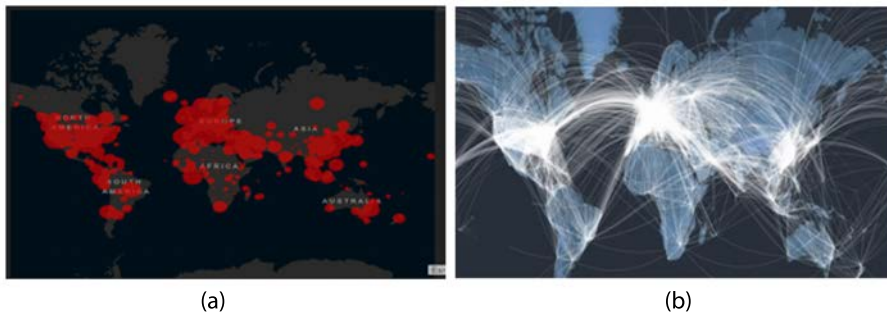 NORTH
AMERICA
EUROPE
ASIA
AFRICA
SOUTH
AMERICA
AUSTRALIA
(a)
(b)